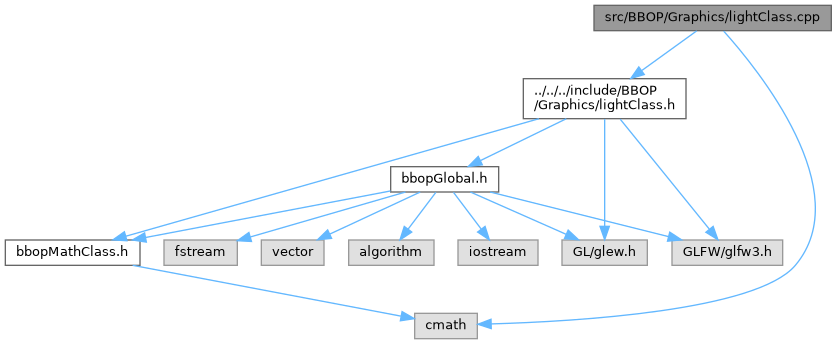 src/BBOP/Graphics/lightClass.cpp
../../../include/BBOP
/Graphics/lightClass.h
bbopGlobal.h
bbopMathClass.h
fstream
vector
algorithm
iostream
GL/glew.h
GLFW/glfw3.h
cmath